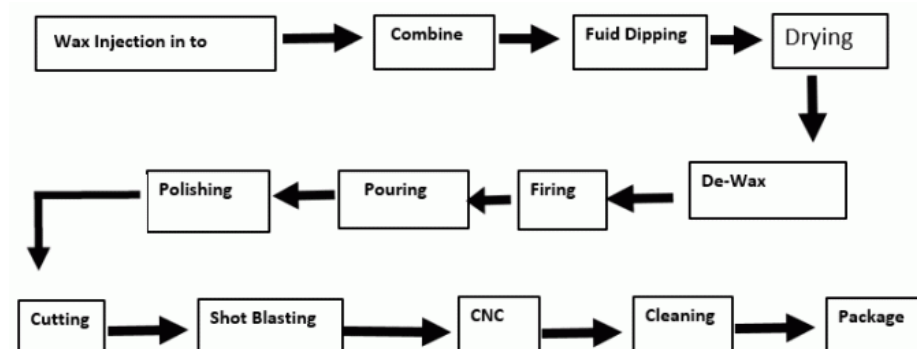 Wax Injection in to
Combine
Fuid Dipping
Drying
De-Wax
Firing
Pouring
Polishing
Cutting
Shot Blasting
CNC
Cleaning
Package